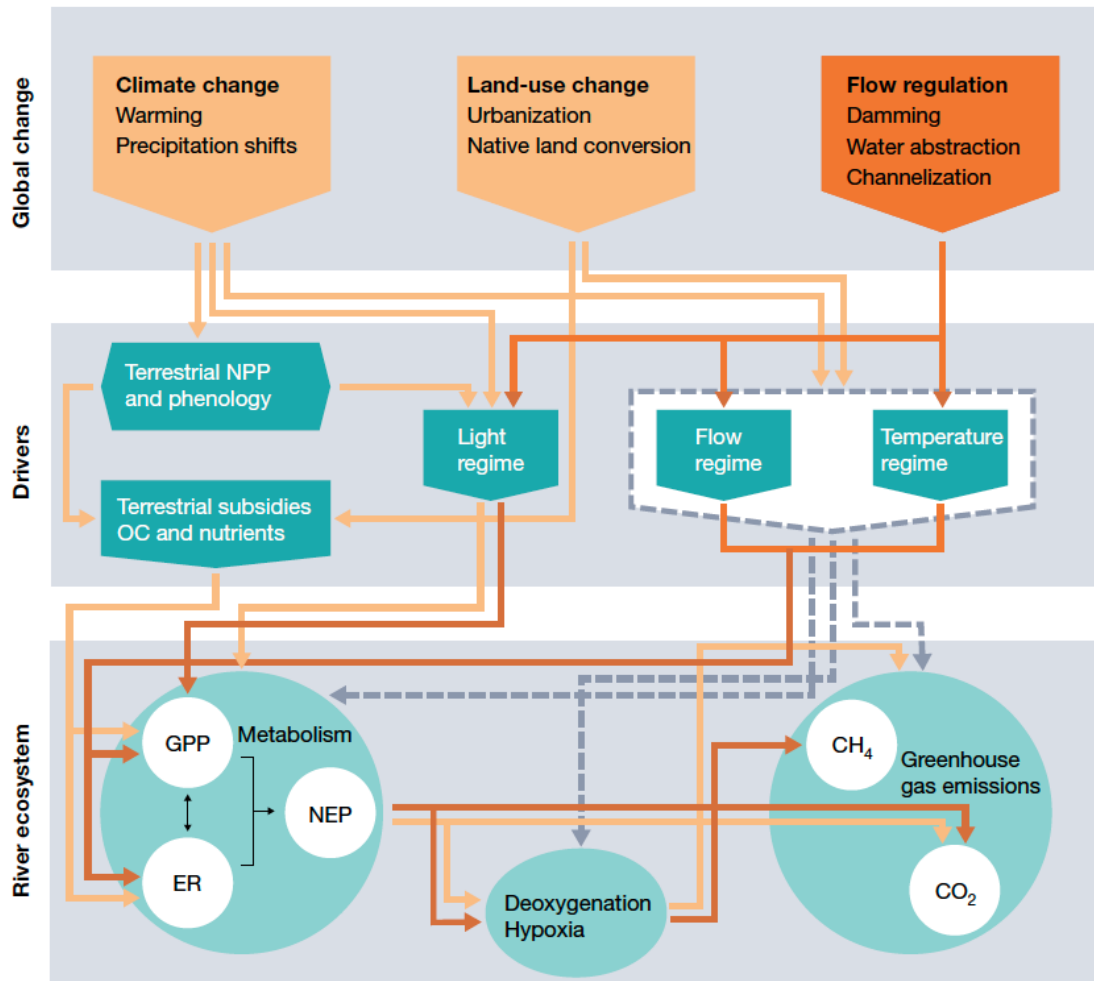 Global change
Climate change
Warming
Precipitation shifts
Land-use change
Urbanization
Native land conversion
Flow regulation
Damming
Water abstraction
Channelization
Drivers
Terrestrial NPP
and phenology
Terrestrial subsidies
OC and nutrients
Light
regime
Flow
regime
Temperature
regime
River ecosystem
GPP
Metabolism
NEP
ER
Deoxygenation
Hypoxia
CH₄
Greenhouse
gas emissions
CO₂